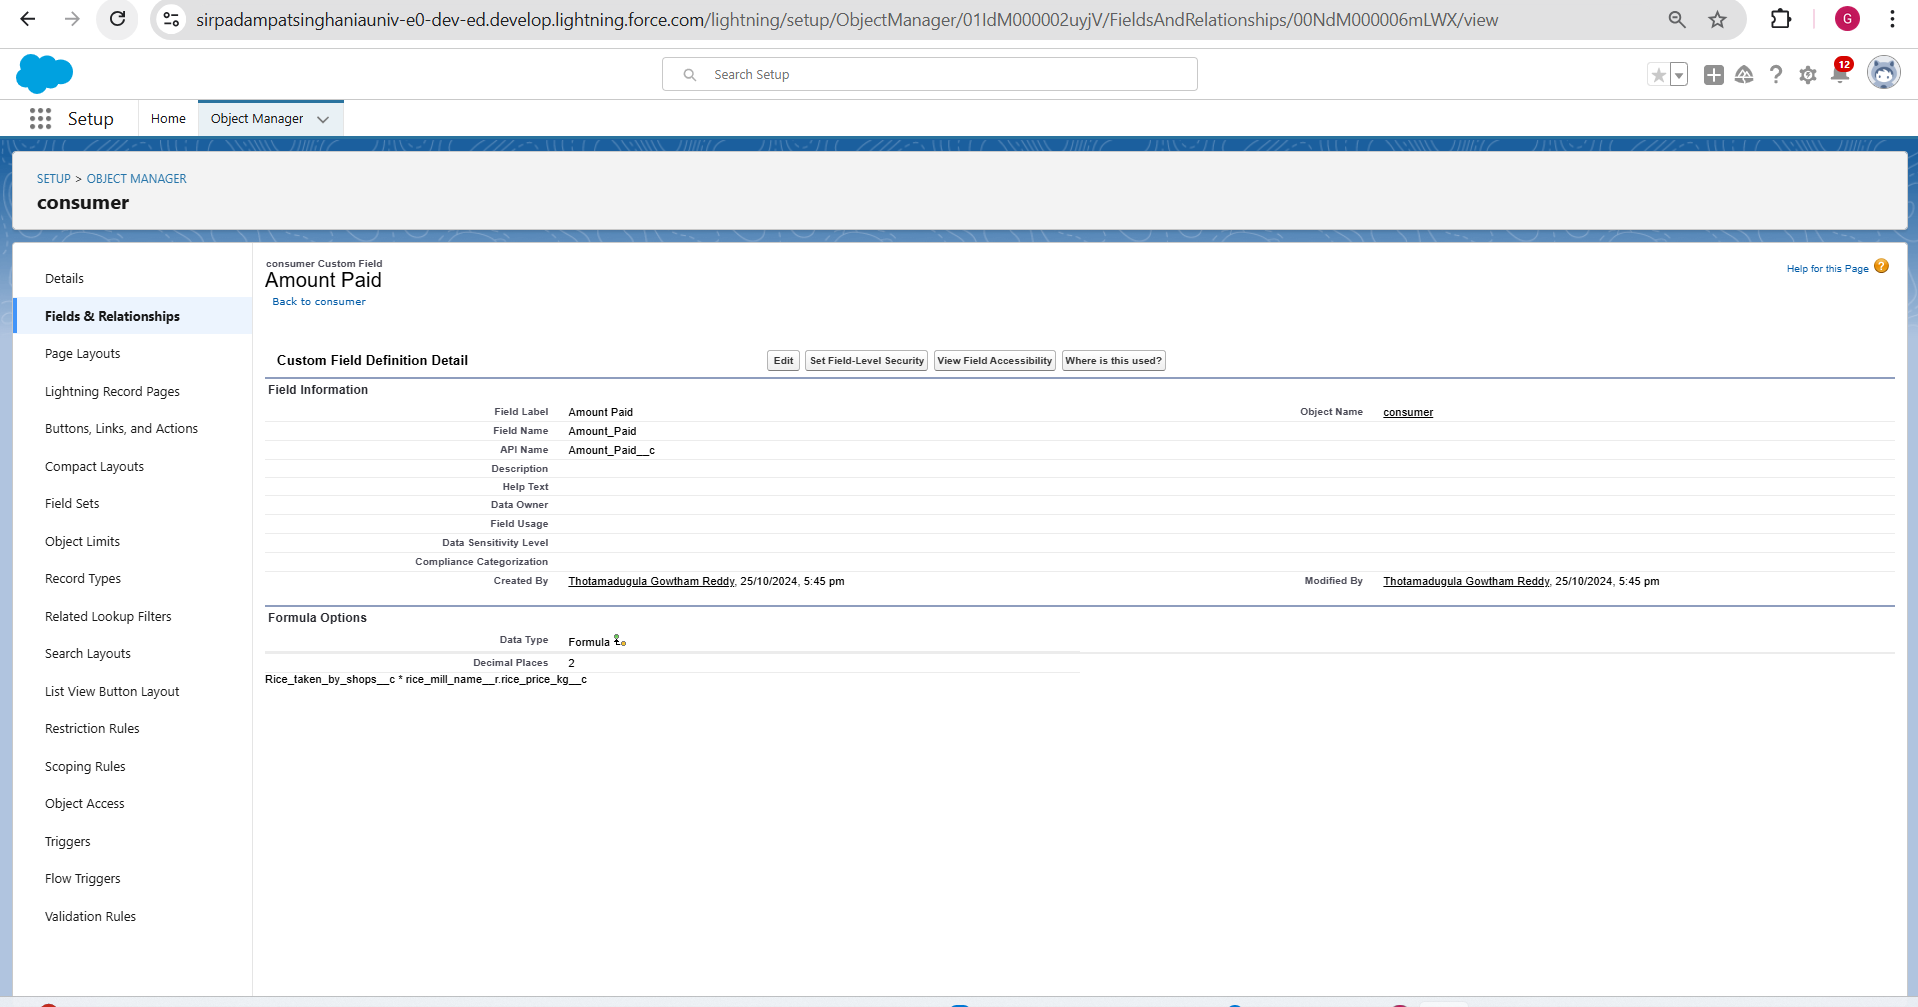 sirpadampatsinghaniauniv-e0-dev-ed.develop.lightning.force.com/lightning/setup/ObjectManager/01IdM000002uyjV/FieldsAndRelationships/00NdM000006mLWX/view
G
Search Setup
12
Setup
Home
Object Manager
SETUP > OBJECT MANAGER
consumer
Details
Fields & Relationships
Page Layouts
Lightning Record Pages
Buttons, Links, and Actions
Compact Layouts
Field Sets
Object Limits
Record Types
Related Lookup Filters
Search Layouts
List View Button Layout
Restriction Rules
Scoping Rules
Object Access
Triggers
Flow Triggers
Validation Rules
consumer Custom Field
Amount Paid
Back to consumer
Help for this Page ?
Custom Field Definition Detail
Edit
Set Field-Level Security
View Field Accessibility
Where is this used?
Field Information
Field Label Amount Paid
Object Name consumer
Field Name Amount_Paid
API Name Amount_Paid__c
Description
Help Text
Data Owner
Field Usage
Data Sensitivity Level
Compliance Categorization
Created By Thotamadugula Gowtham Reddy, 25/10/2024, 5:45 pm
Modified By Thotamadugula Gowtham Reddy, 25/10/2024, 5:45 pm
Formula Options
Data Type Formula
Decimal Places 2
Rice_taken_by_shops__c * rice_mill_name__r.rice_price_kg__c